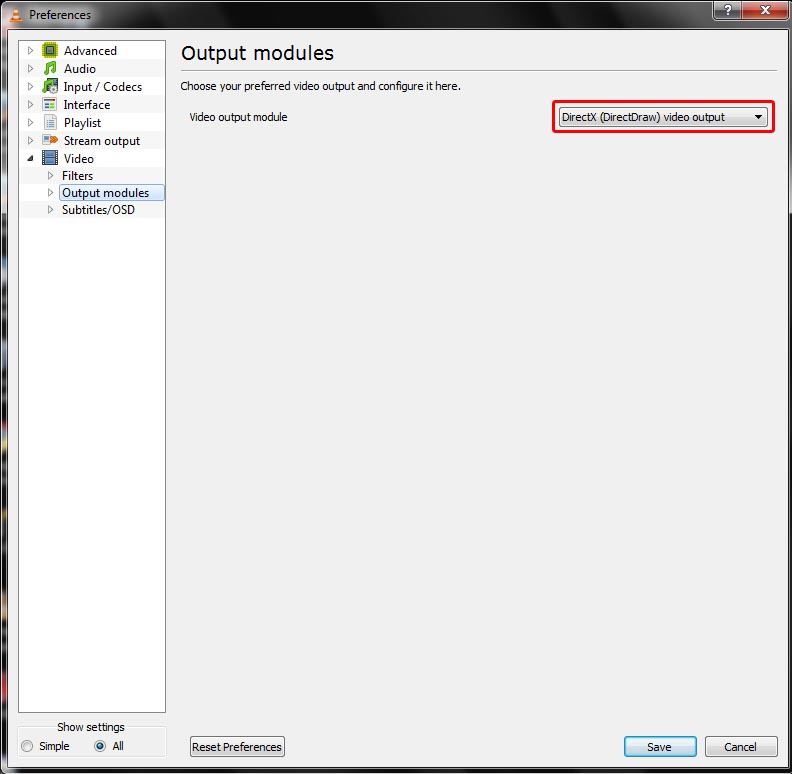 Preferences
?
Advanced
Audio
Input / Codecs
Interface
Playlist
Stream output
Video
Filters
Output modules
Subtitles/OSD
Show settings
Simple
All
Output modules
Choose your preferred video output and configure it here.
Video output module
DirectX (DirectDraw) video output
Reset Preferences
Save
Cancel